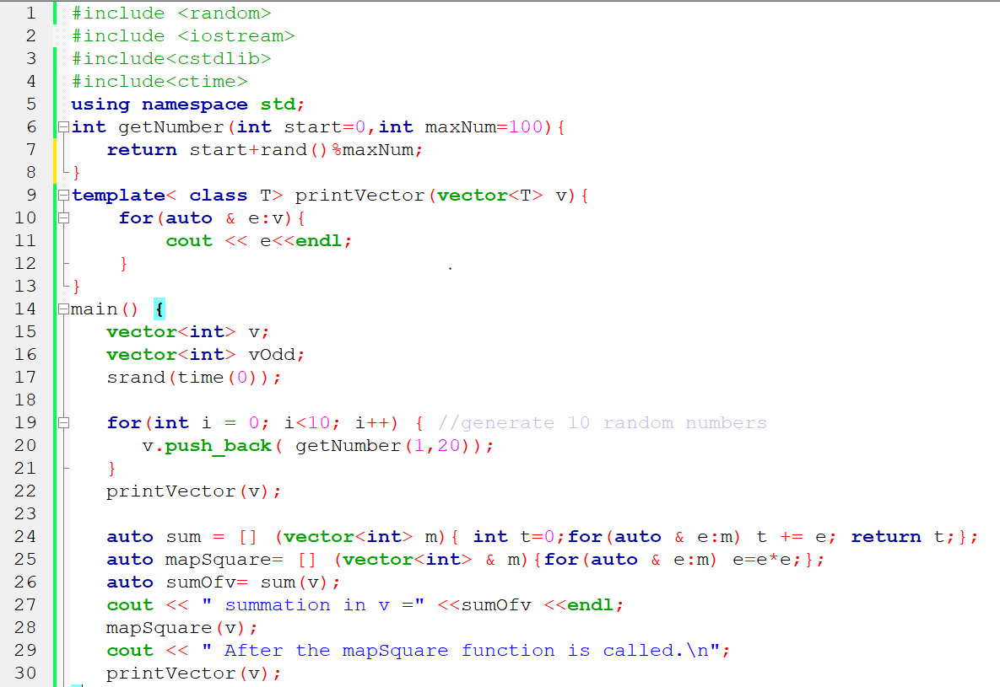 1 #include <random>
2 #include <iostream>
3 #include<cstdlib>
4 #include<ctime>
5 using namespace std;
6 int getNumber(int start=0,int maxNum=100){
7    return start+rand()%maxNum;
8 }
9 template< class T> printVector(vector<T> v){
10     for(auto & e:v){
11         cout << e<<endl;
12     }
13 }
14 main() {
15    vector<int> v;
16    vector<int> vOdd;
17    srand(time(0));
18
19    for(int i = 0; i<10; i++) { //generate 10 random numbers
20       v.push_back( getNumber(1,20));
21    }
22    printVector(v);
23
24    auto sum = [] (vector<int> m){ int t=0;for(auto & e:m) t += e; return t;};
25    auto mapSquare= [] (vector<int> & m){for(auto & e:m) e=e*e;};
26    auto sumOfv= sum(v);
27    cout << " summation in v =" <<sumOfv <<endl;
28    mapSquare(v);
29    cout << " After the mapSquare function is called.\n";
30    printVector(v);